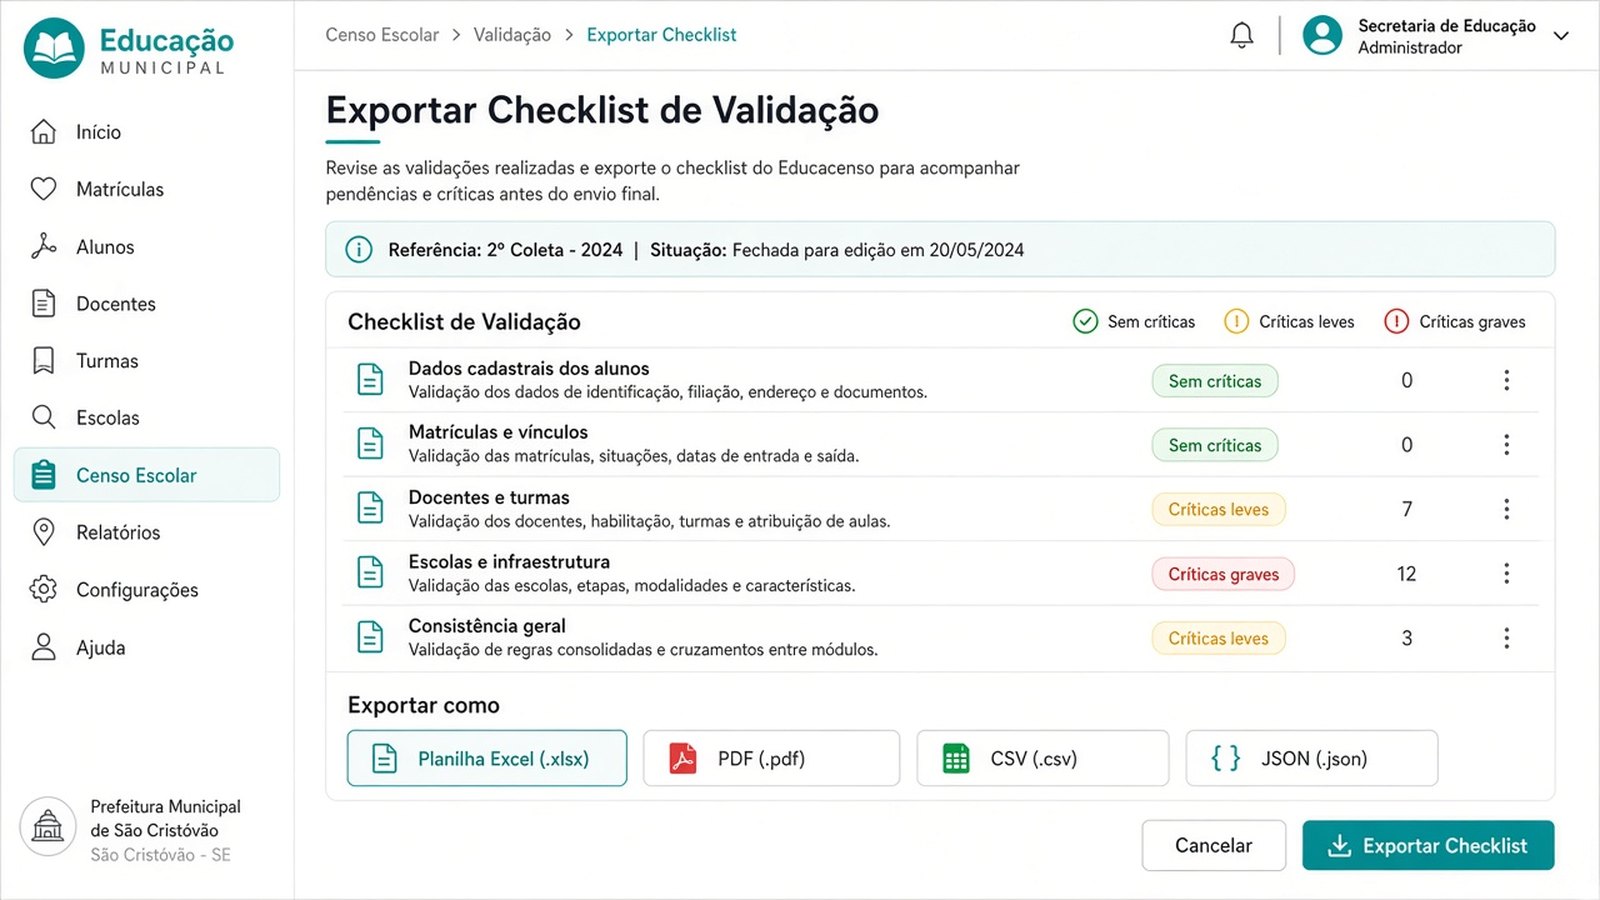 Educação
MUNICIPAL
Início
Matrículas
Alunos
Docentes
Turmas
Escolas
Censo Escolar
Relatórios
Configurações
Ajuda
Prefeitura Municipal
de São Cristóvão
São Cristóvão - SE
Censo Escolar > Validação > Exportar Checklist
Secretaria de Educação
Administrador
Exportar Checklist de Validação
Revise as validações realizadas e exporte o checklist do Educacenso para acompanhar
pendências e críticas antes do envio final.
Referência: 2º Coleta - 2024 | Situação: Fechada para edição em 20/05/2024
Checklist de Validação Sem críticas Críticas leves Críticas graves
Dados cadastrais dos alunos
Validação dos dados de identificação, filiação, endereço e documentos.
Sem críticas 0
Matrículas e vínculos
Validação das matrículas, situações, datas de entrada e saída.
Sem críticas 0
Docentes e turmas
Validação dos docentes, habilitação, turmas e atribuição de aulas.
Críticas leves 7
Escolas e infraestrutura
Validação das escolas, etapas, modalidades e características.
Críticas graves 12
Consistência geral
Validação de regras consolidadas e cruzamentos entre módulos.
Críticas leves 3
Exportar como
Planilha Excel (.xlsx) PDF (.pdf) CSV (.csv) { } JSON (.json)
Cancelar Exportar Checklist